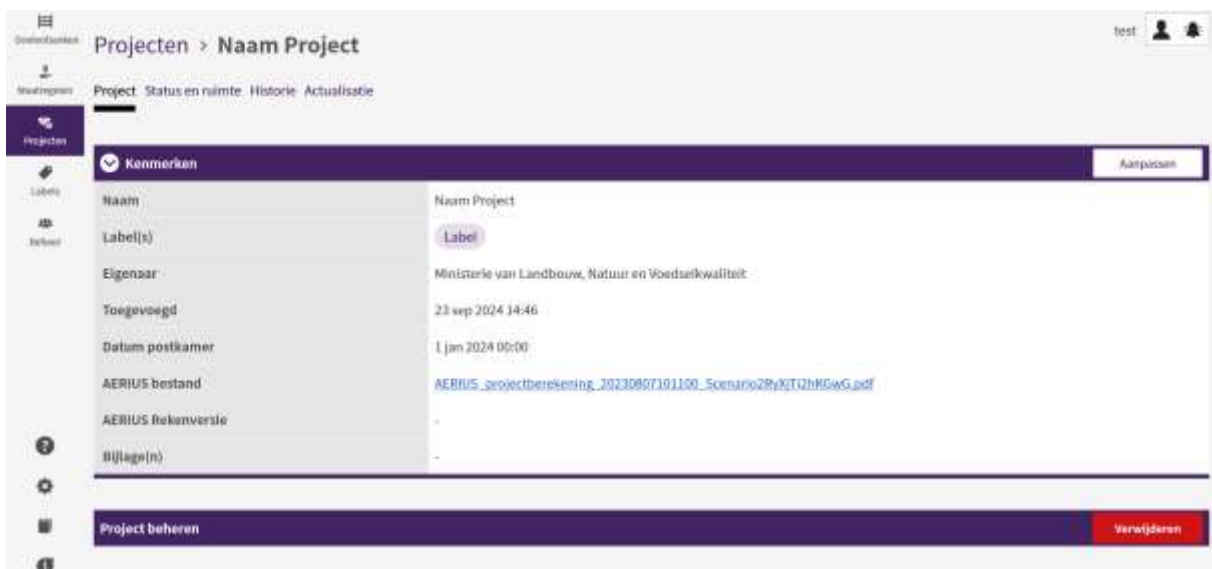 test
Projecten > Naam Project
Project Status en ruimte Historie Actualisatie
Projecten
Labels
Beheer
Kenmerken
Aanpassen
Naam Naam Project
Label(s) Label
Eigenaar Ministerie van Landbouw, Natuur en Voedselkwaliteit
Toegevoegd 23 sep 2024 14:46
Datum postkamer 1 jan 2024 00:00
AERIUS bestand
AERIUS Rekenversie -
Bijlage(n) -
Project beheren
Verwijderen